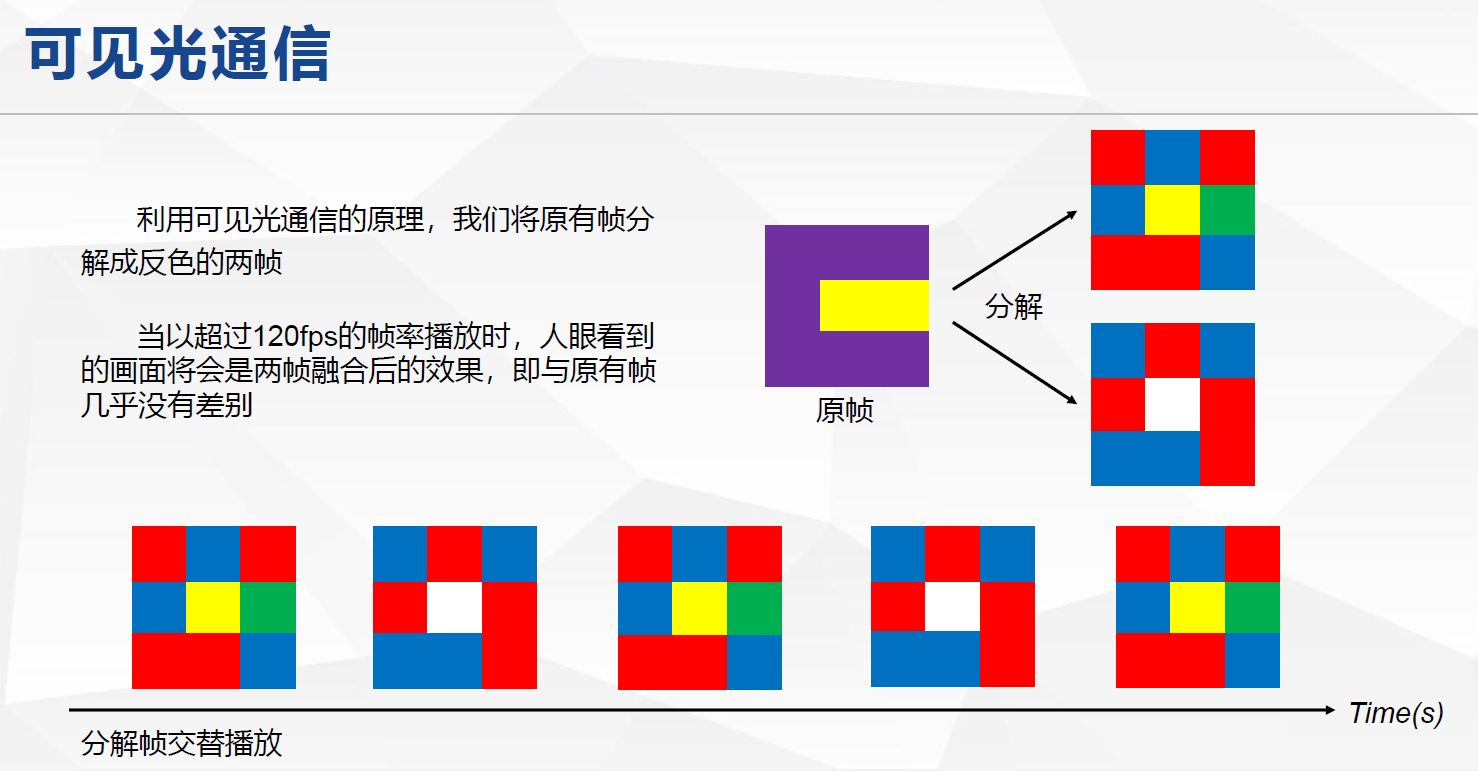 可见光通信
利用可见光通信的原理，我们将原有帧分
解成反色的两帧
当以超过120fps的帧率播放时，人眼看到
的画面将会是两帧融合后的效果，即与原有帧
几乎没有差别
分解
原帧
Time(s)
分解帧交替播放